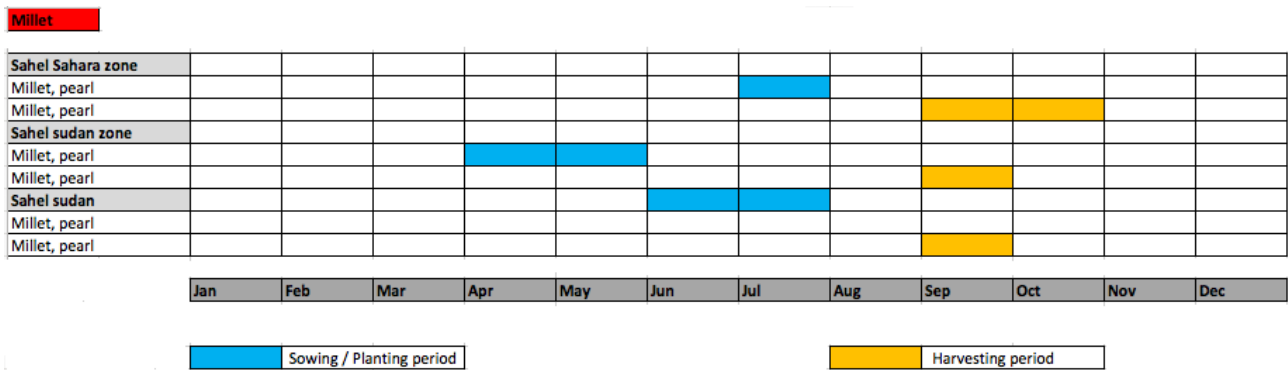 Millet
Sahel Sahara zone
Millet, pearl
Millet, pearl
Sahel sudan zone
Millet, pearl
Millet, pearl
Sahel sudan
Millet, pearl
Millet, pearl
Jan Feb Mar Apr May Jun Jul Aug Sep Oct Nov Dec
Sowing / Planting period Harvesting period